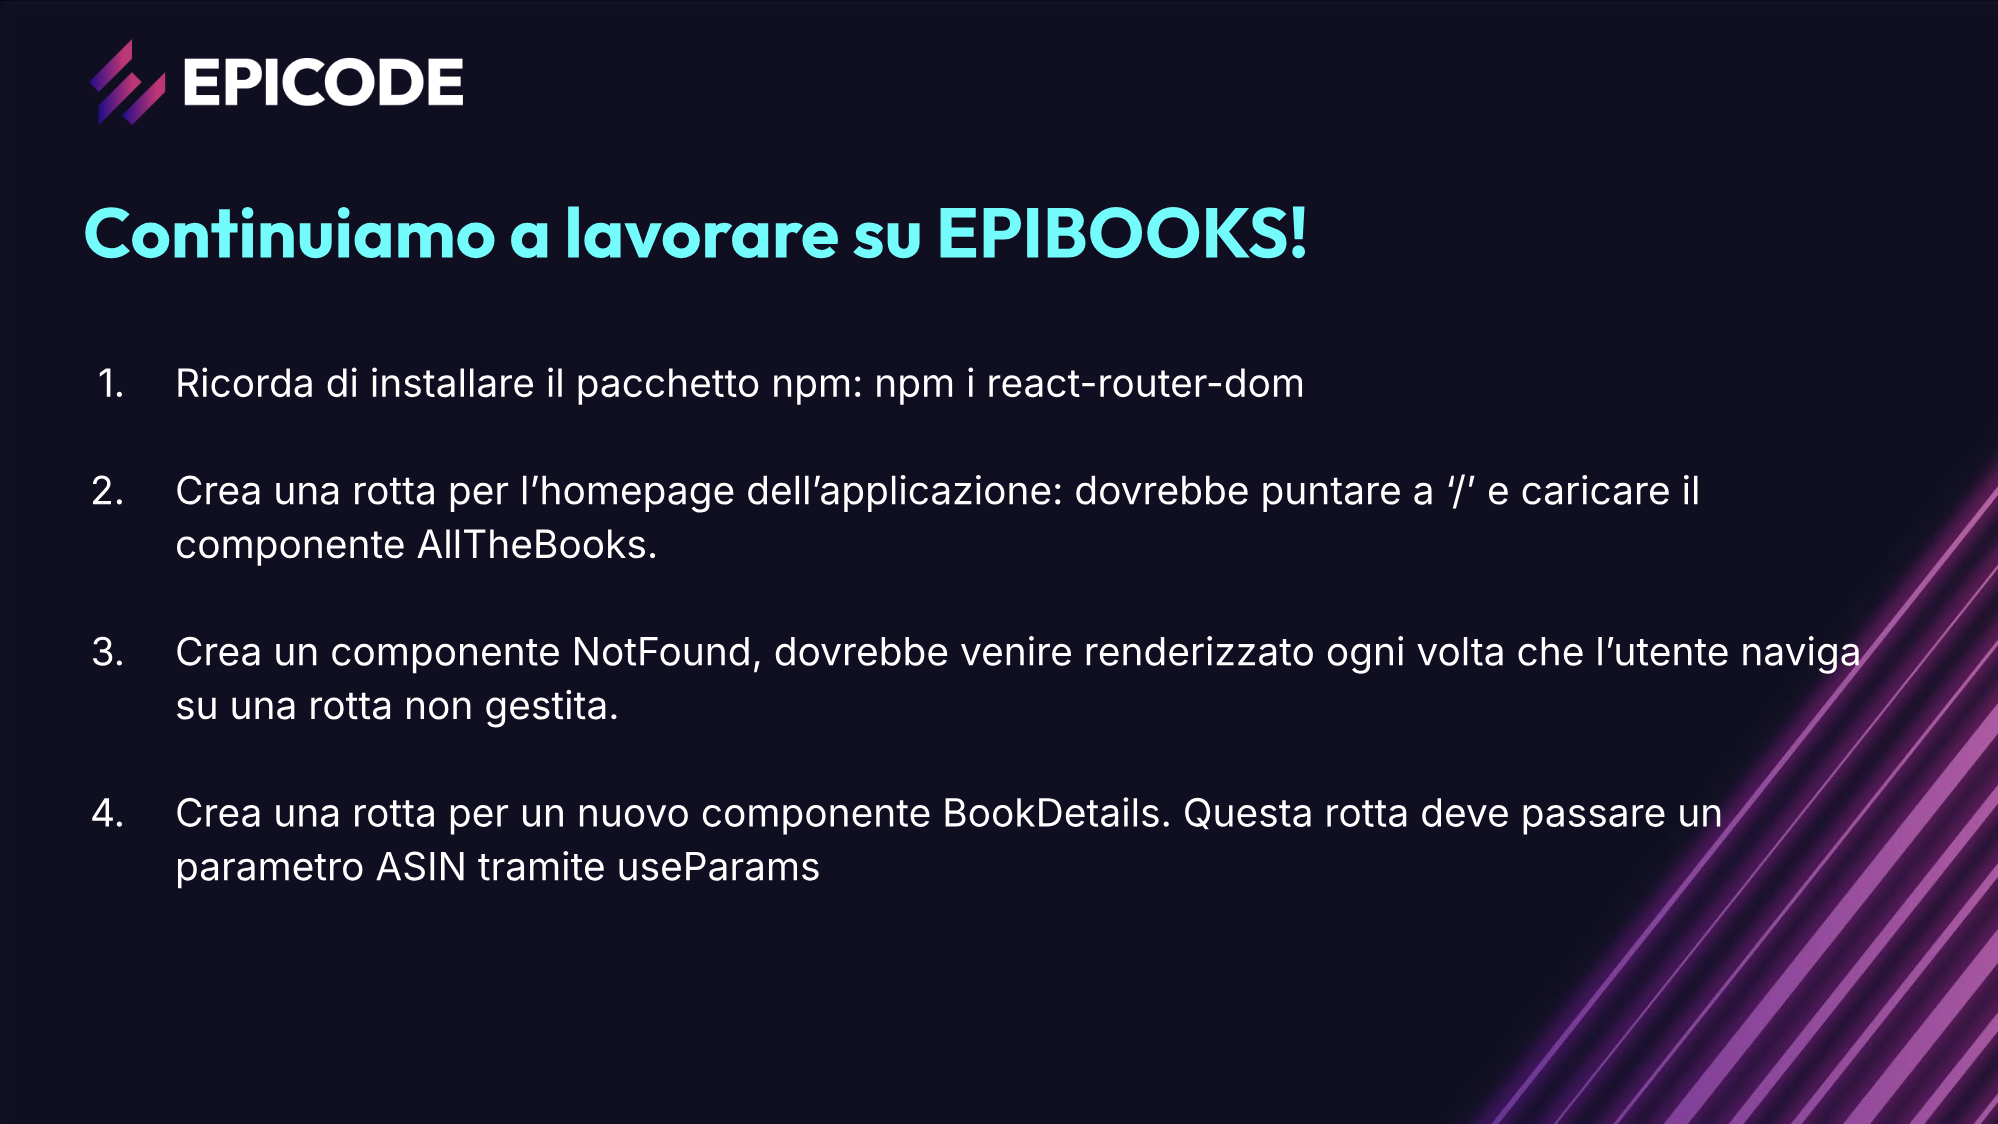 EPICODE
Continuiamo a lavorare su EPIBOOKS!
1. Ricorda di installare il pacchetto npm: npm i react-router-dom
2. Crea una rotta per l’homepage dell’applicazione: dovrebbe puntare a ‘/’ e caricare il
componente AllTheBooks.
3. Crea un componente NotFound, dovrebbe venire renderizzato ogni volta che l’utente naviga
su una rotta non gestita.
4. Crea una rotta per un nuovo componente BookDetails. Questa rotta deve passare un
parametro ASIN tramite useParams